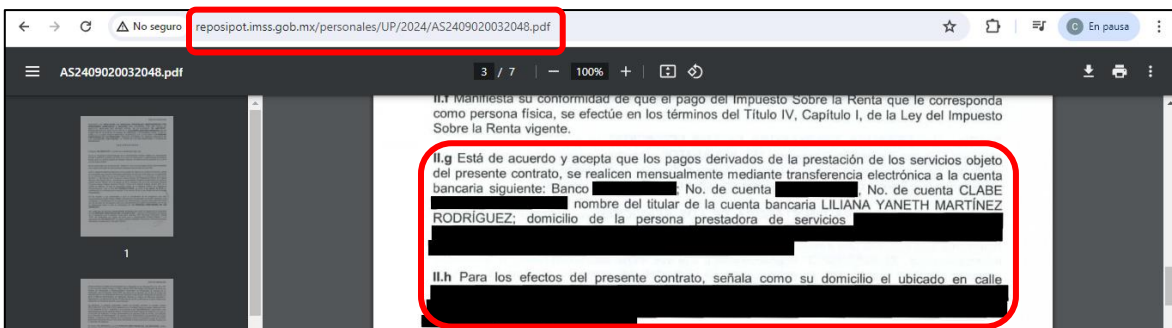 No seguro
reposipot.imss.gob.mx/personales/UP/2024/AS2409020032048.pdf
C
En pausa
AS2409020032048.pdf
3 / 7
100%
1
II.f Manifiesta su conformidad de que el pago del Impuesto Sobre la Renta que le corresponda
como persona física, se efectúe en los términos del Título IV, Capítulo I, de la Ley del Impuesto
Sobre la Renta vigente.
II.g Está de acuerdo y acepta que los pagos derivados de la prestación de los servicios objeto
del presente contrato, se realicen mensualmente mediante transferencia electrónica a la cuenta
bancaria siguiente: Banco ; No. de cuenta , No. de cuenta CLABE
nombre del titular de la cuenta bancaria LILIANA YANETH MARTÍNEZ
RODRÍGUEZ; domicilio de la persona prestadora de servicios
II.h Para los efectos del presente contrato, señala como su domicilio el ubicado en calle